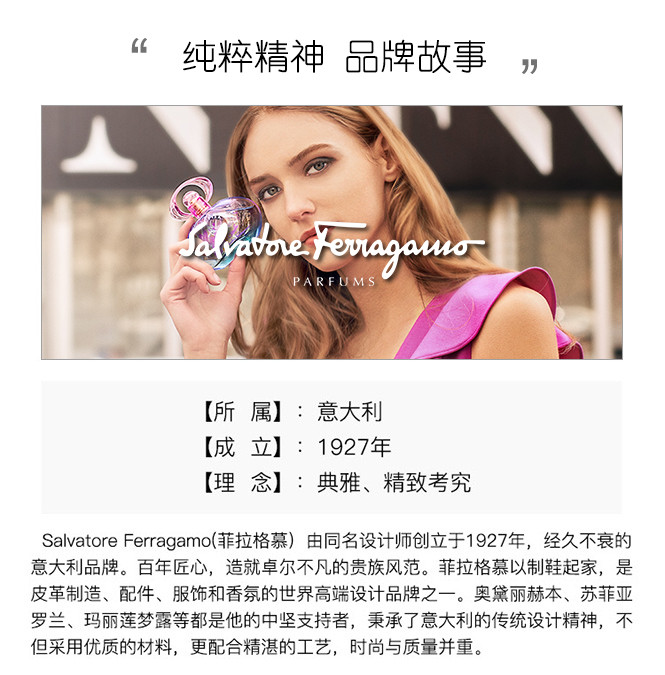 “ 纯粹精神 品牌故事 ”
Salvatore Ferragamo
PARFUMS
【所 属】：意大利
【成 立】：1927年
【理 念】：典雅、精致考究
Salvatore Ferragamo(菲拉格慕）由同名设计师创立于1927年，经久不衰的
意大利品牌。百年匠心，造就卓尔不凡的贵族风范。菲拉格慕以制鞋起家，是
皮革制造、配件、服饰和香氛的世界高端设计品牌之一。奥黛丽赫本、苏菲亚
罗兰、玛丽莲梦露等都是他的中坚支持者，秉承了意大利的传统设计精神，不
但采用优质的材料，更配合精湛的工艺，时尚与质量并重。